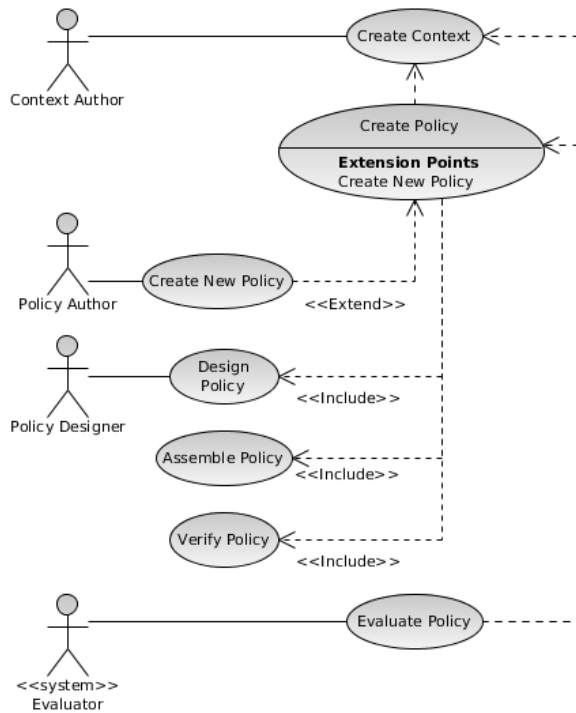 Create Context
Context Author
Create Policy
Extension Points
Create New Policy
Create New Policy
Policy Author
<<Extend>>
Design
Policy
<<Include>>
Policy Designer
Assemble Policy
<<Include>>
Verify Policy
<<Include>>
Evaluate Policy
<<system>>
Evaluator